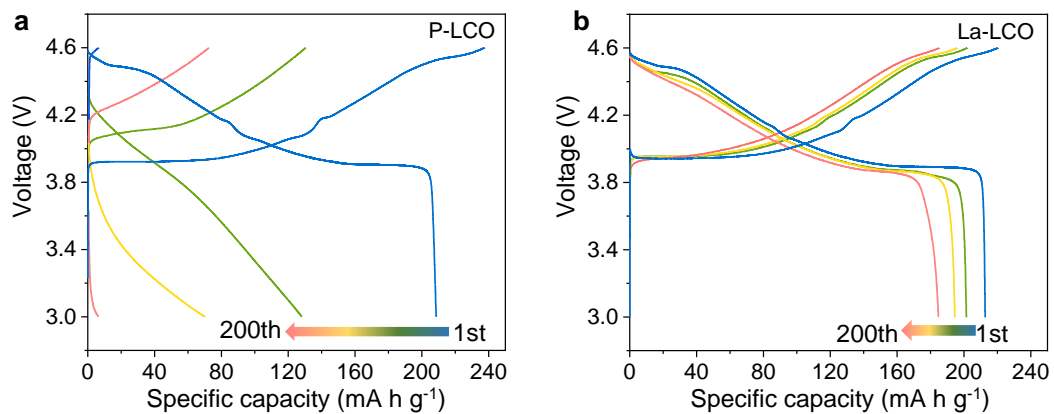 a
P-LCO
4.6
4.2
3.8
3.4
3.0
Voltage (V)
200th
1st
0 40 80 120 160 200 240
Specific capacity (mA h g⁻¹)
b
La-LCO
4.6
4.2
3.8
3.4
3.0
Voltage (V)
200th
1st
0 40 80 120 160 200 240
Specific capacity (mA h g⁻¹)